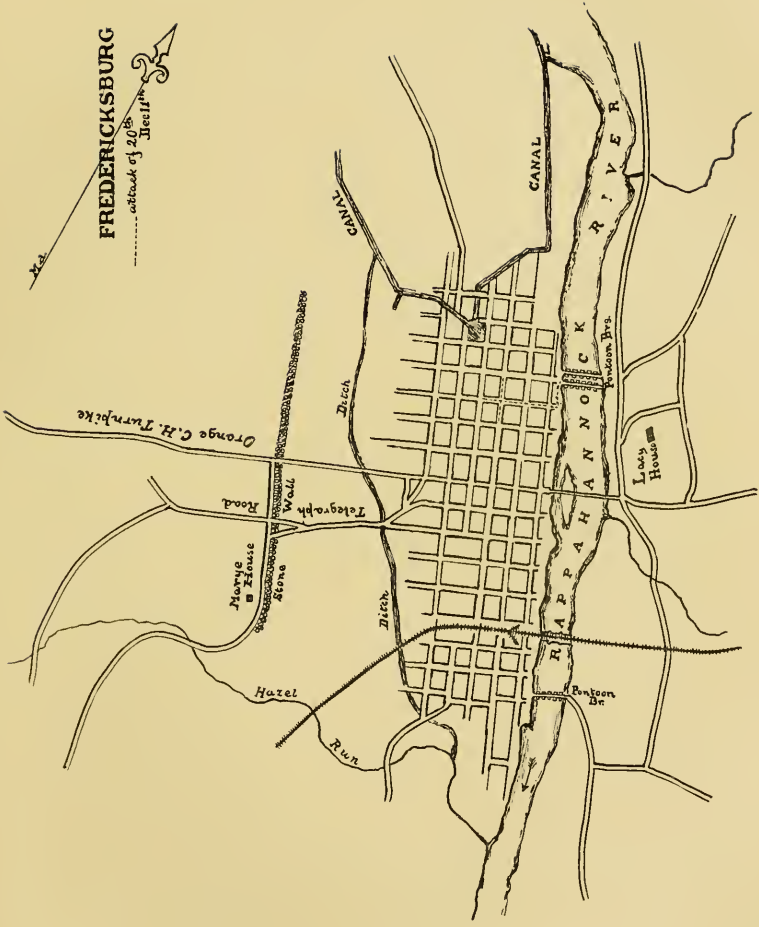 FREDERICKSBURG
attack of 20th
Dec 11th
CANAL
CANAL
RAPPAHANNOCK RIVER
Pontoon Brs.
Lacy
House
Ditch
Orange C.H. Turnpike
Telegraph Road
Stone Wall
Marye
House
Ditch
Hazel Run
Pontoon
Br.